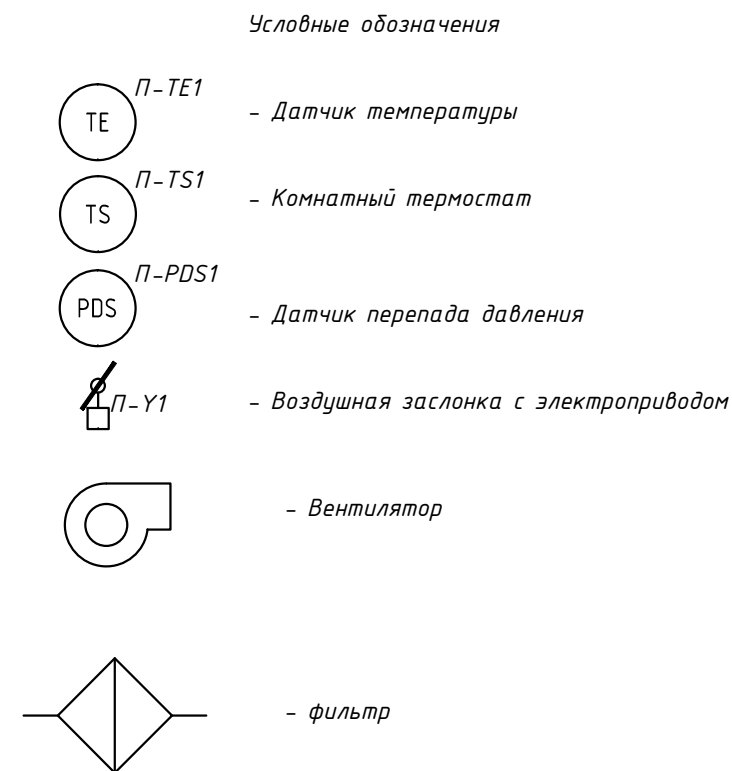 Условные обозначения
П-TE1
TE
- Датчик температуры
П-TS1
TS
- Комнатный термостат
П-PDS1
PDS
- Датчик перепада давления
П-Y1
- Воздушная заслонка с электроприводом
- Вентилятор
- фильтр